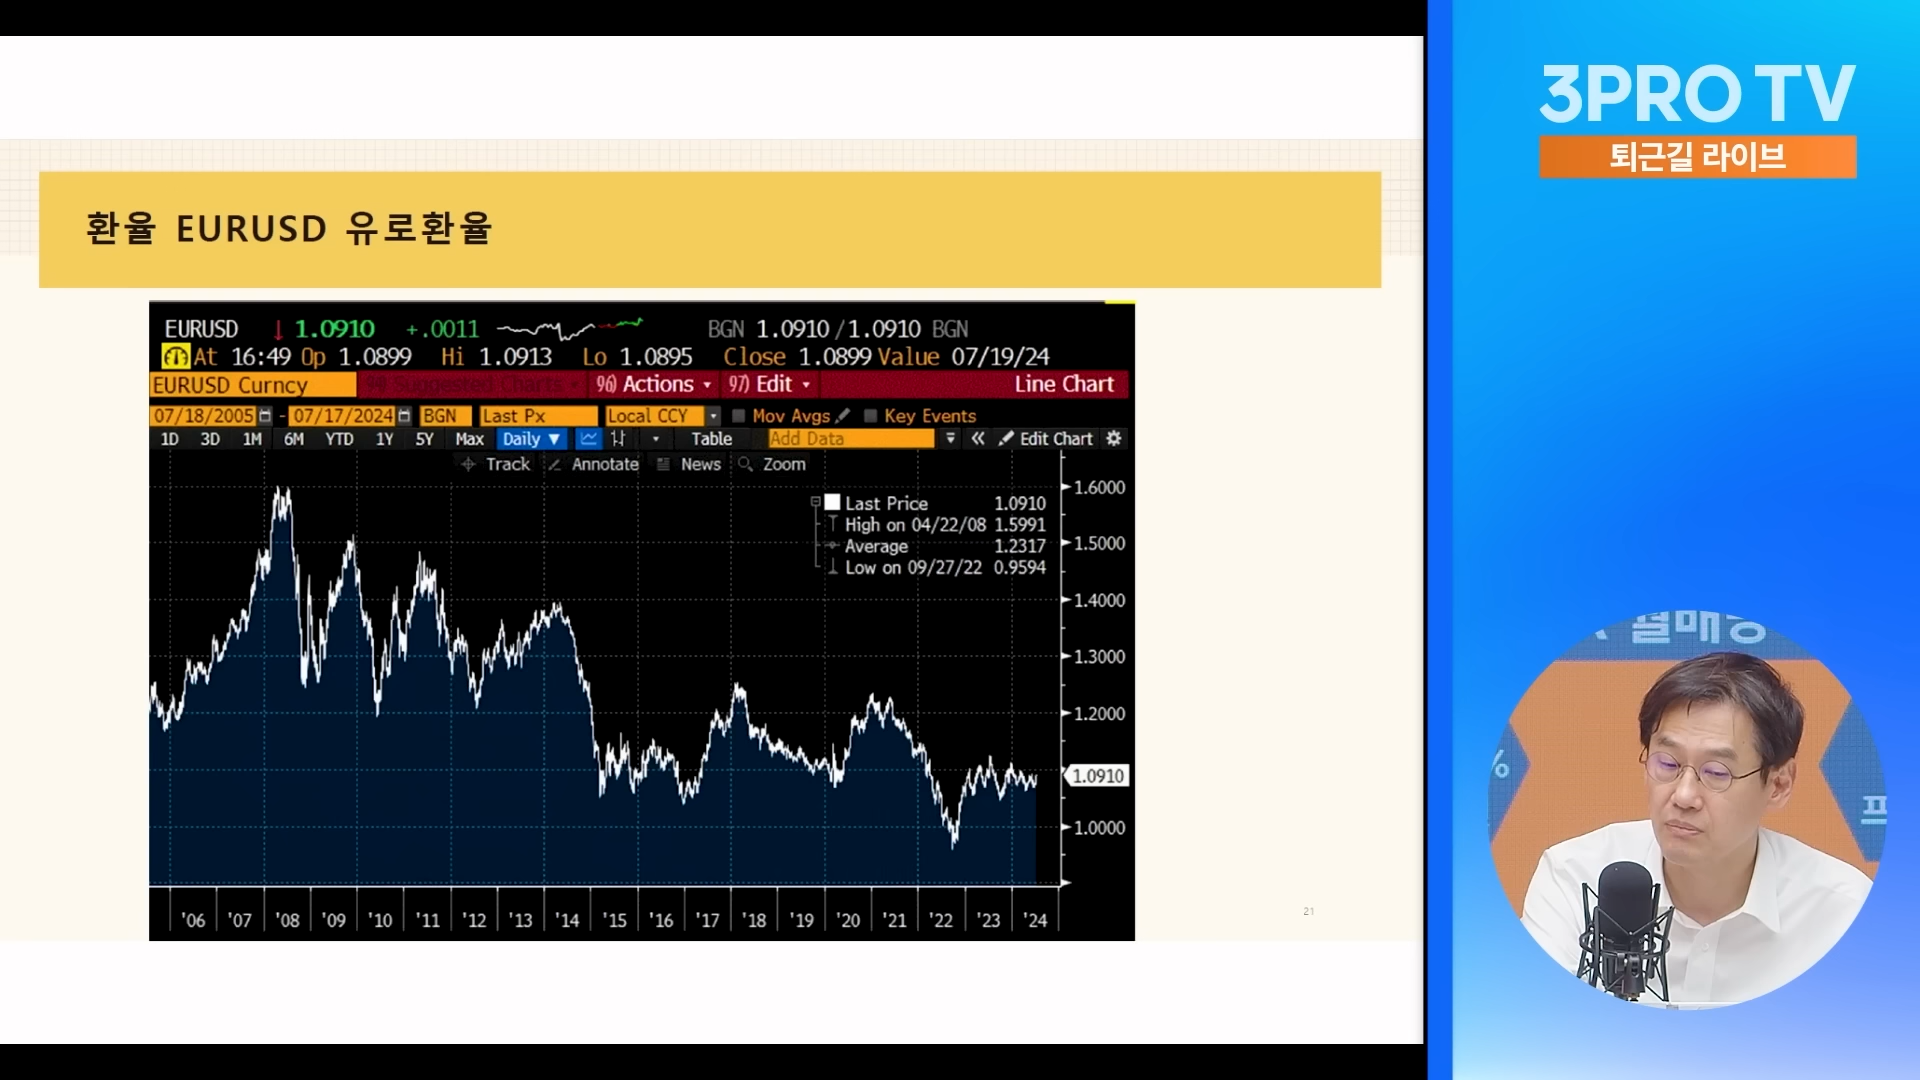 3PRO TV
퇴근길 라이브
환율 EURUSD 유로환율
EURUSD ↓ 1.0910 +.0011 BGN 1.0910 / 1.0910 BGN
At 16:49 Op 1.0899 Hi 1.0913 Lo 1.0895 Close 1.0899 Value 07/19/24
EURUSD Curncy Suggested Charts 96) Actions 97) Edit Line Chart
07/18/2005 - 07/17/2024 BGN Last Px Local CCY Mov Avgs Key Events
1D 3D 1M 6M YTD 1Y 5Y Max Daily ▼ Table Add Data « Edit Chart
Track Annotate News Zoom
Last Price 1.0910
High on 04/22/08 1.5991
Average 1.2317
Low on 09/27/22 0.9594
1.6000
1.5000
1.4000
1.3000
1.2000
1.0910
1.0000
'06 '07 '08 '09 '10 '11 '12 '13 '14 '15 '16 '17 '18 '19 '20 '21 '22 '23 '24
21
%
프